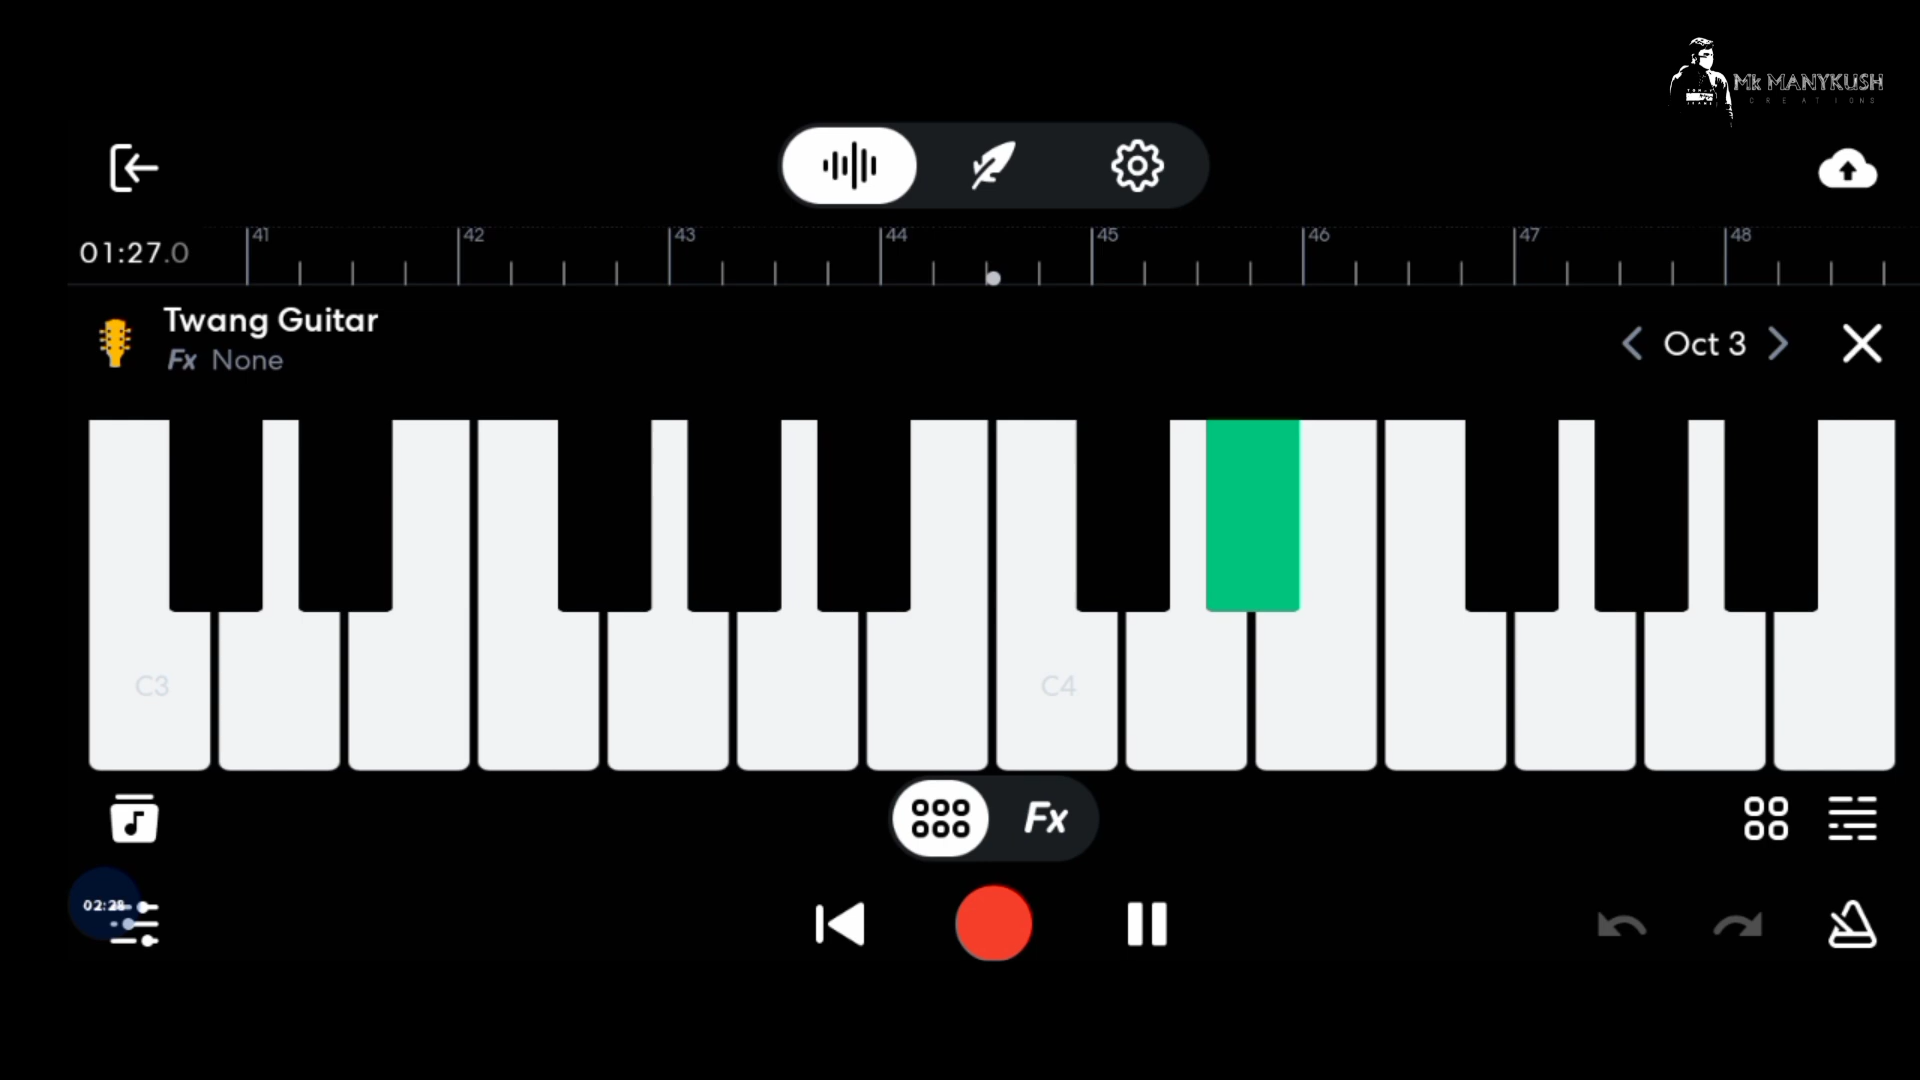 Mk MANYKUSH
CREATIONS
01:27.0
41 42 43 44 45 46 47 48
Twang Guitar
Fx None
Oct 3
C3 C4
Fx
02:28